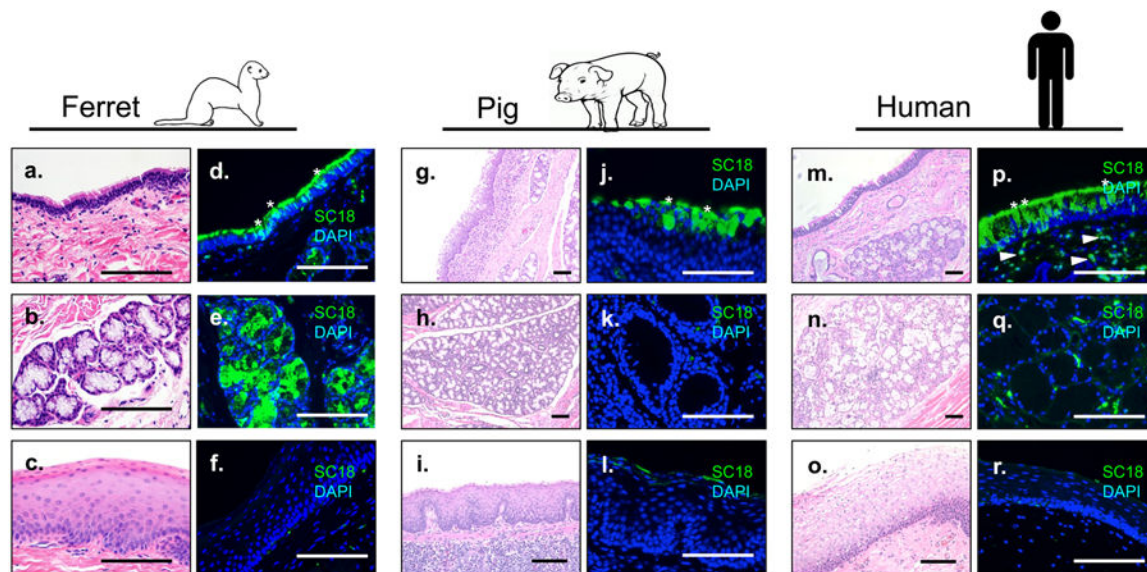 Ferret
Pig
Human
a.
d.
SC18
DAPI
g.
j.
SC18
DAPI
m.
p.
SC18
DAPI
b.
e.
SC18
DAPI
h.
k.
SC18
DAPI
n.
q.
SC18
DAPI
c.
f.
SC18
DAPI
i.
l.
SC18
DAPI
o.
r.
SC18
DAPI